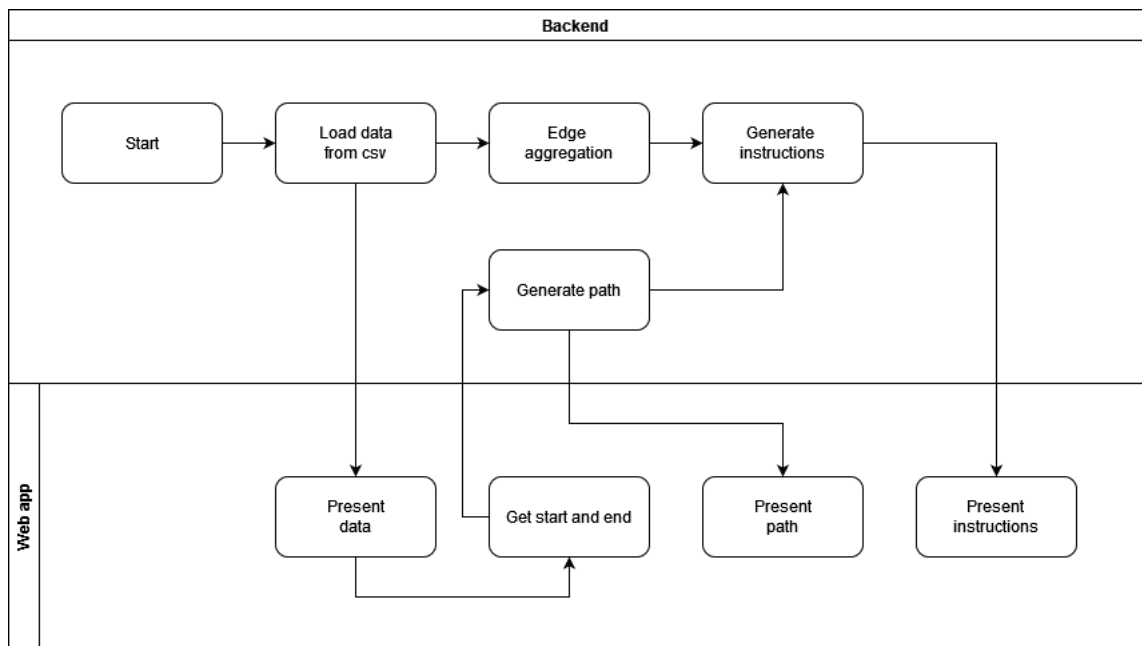 Backend
Start
Load data
from csv
Edge
aggregation
Generate
instructions
Generate path
Web app
Present
data
Get start and end
Present
path
Present
instructions